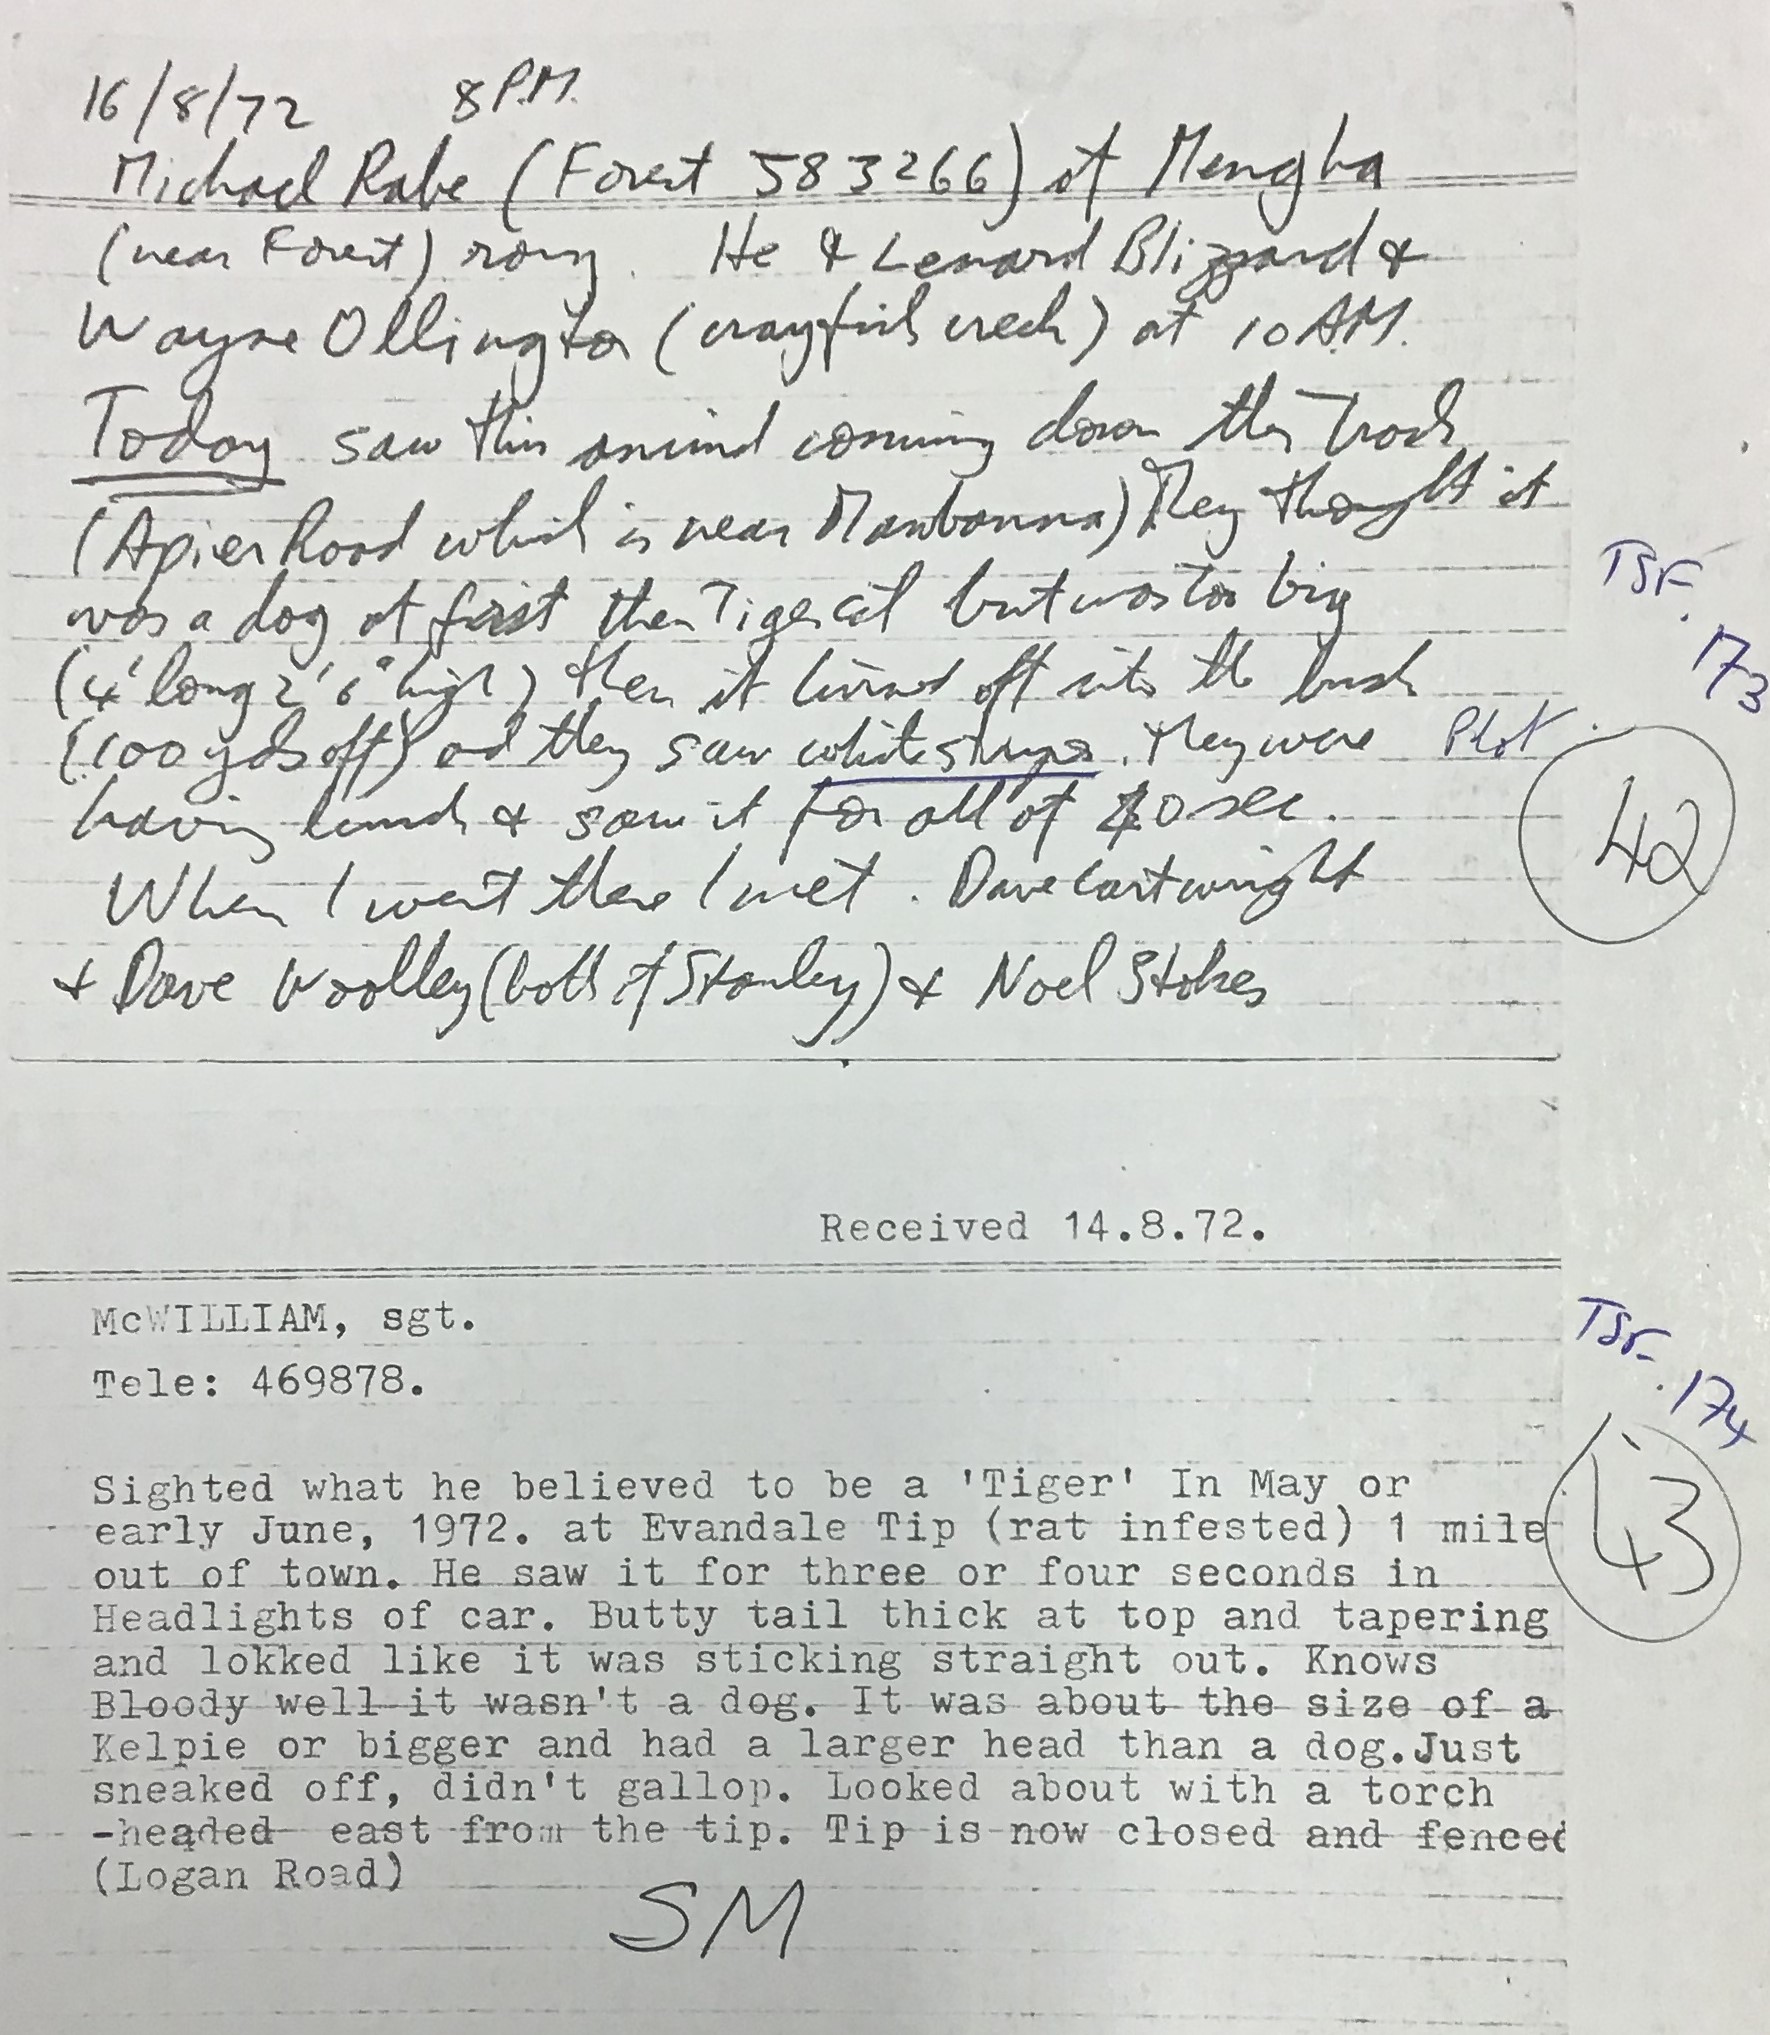 16/8/72 8 P.M.
Michael Rabe (Forest 583266) of Mengha
(near Forest) rang. He & Lenard Blizzard &
Wayne Ollington (crayfish creek) at 10 A.M.
Today saw this animal coming down the Track
(Apier Road which is near Mawbanna) They thought it
was a dog at first then Tiger cat but was too big
(4' long 2' 6" high) then it turned off into the bush
(100 yds off) and they saw white stripes. They were
having lunch & saw it for all of 10 sec.
When I went there I met. Dave Cartwright
& Dave Woolley (both of Stanley) & Noel Stokes
TSF. 173
Plot.
42
Received 14.8.72.
McWILLIAM, sgt.
Tele: 469878.
TSF. 174
43
Sighted what he believed to be a 'Tiger' In May or
early June, 1972. at Evandale Tip (rat infested) 1 mile
out of town. He saw it for three or four seconds in
Headlights of car. Butty tail thick at top and tapering
and lokked like it was sticking straight out. Knows
Bloody well it wasn't a dog. It was about the size of a
Kelpie or bigger and had a larger head than a dog.Just
sneaked off, didn't gallop. Looked about with a torch
-headed east from the tip. Tip is now closed and fenced
(Logan Road)
SM